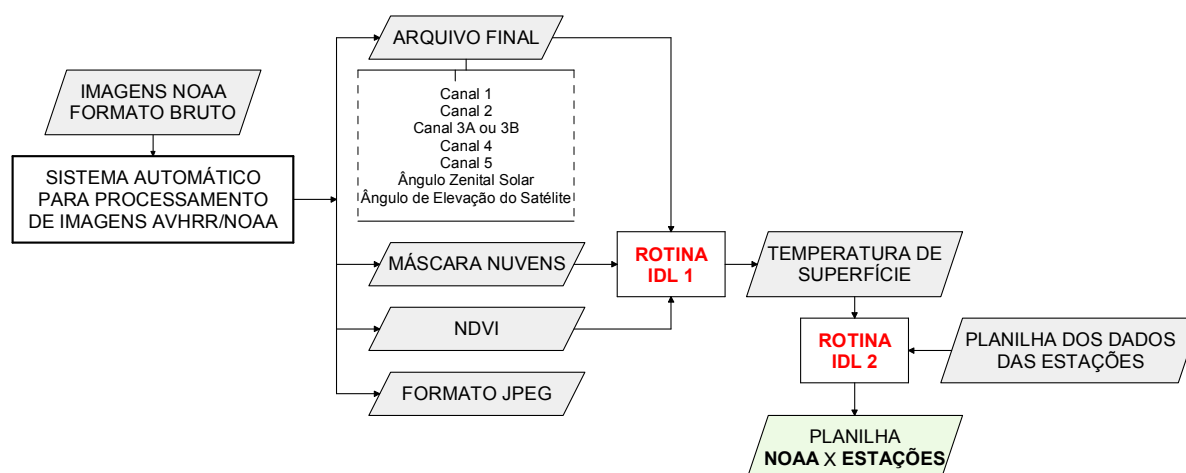 IMAGENS NOAA
FORMATO BRUTO
SISTEMA AUTOMÁTICO
PARA PROCESSAMENTO
DE IMAGENS AVHRR/NOAA
ARQUIVO FINAL
Canal 1
Canal 2
Canal 3A ou 3B
Canal 4
Canal 5
Ângulo Zenital Solar
Ângulo de Elevação do Satélite
MÁSCARA NUVENS
NDVI
FORMATO JPEG
ROTINA
IDL 1
TEMPERATURA DE
SUPERFÍCIE
ROTINA
IDL 2
PLANILHA DOS DADOS
DAS ESTAÇÕES
PLANILHA
NOAA X ESTAÇÕES